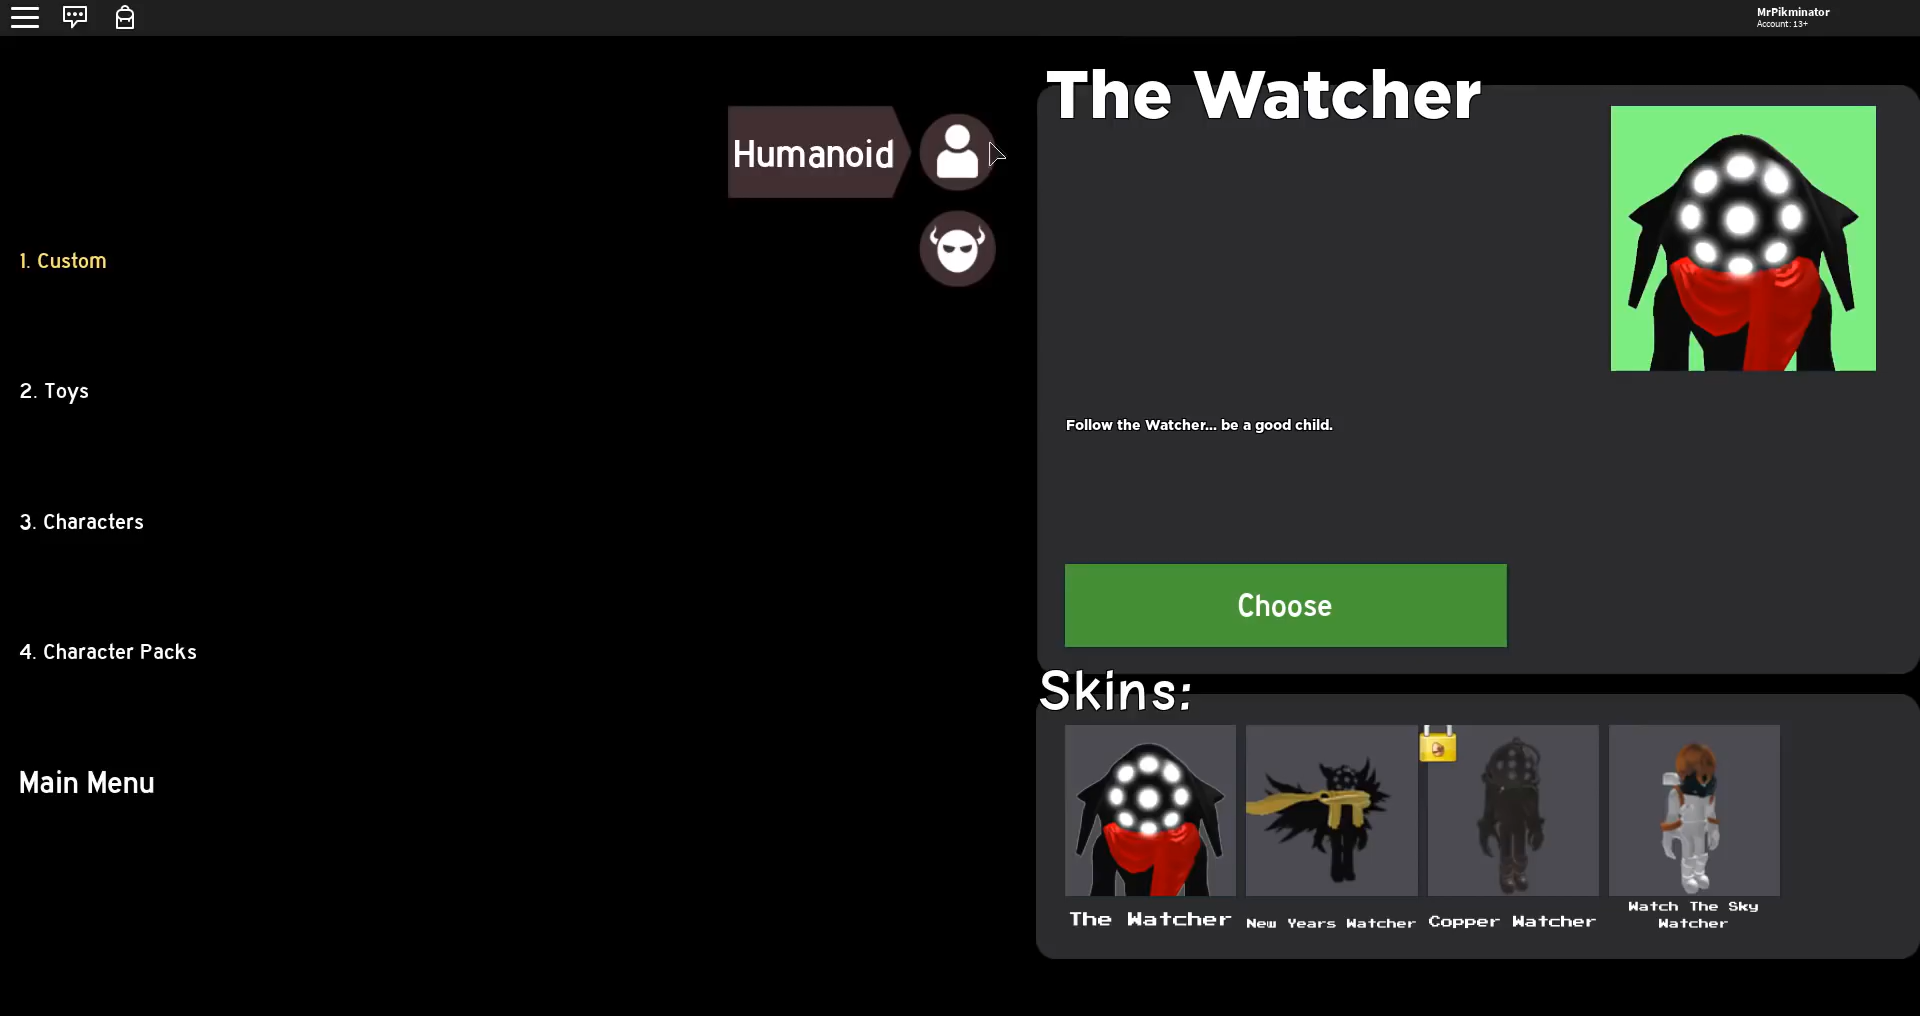 MrPikminator
Account: 13+
The Watcher
Humanoid
1. Custom
2. Toys
3. Characters
4. Character Packs
Main Menu
Follow the Watcher... be a good child.
Choose
Skins:
The Watcher
New Years Watcher
Copper Watcher
Watch The Sky
Watcher